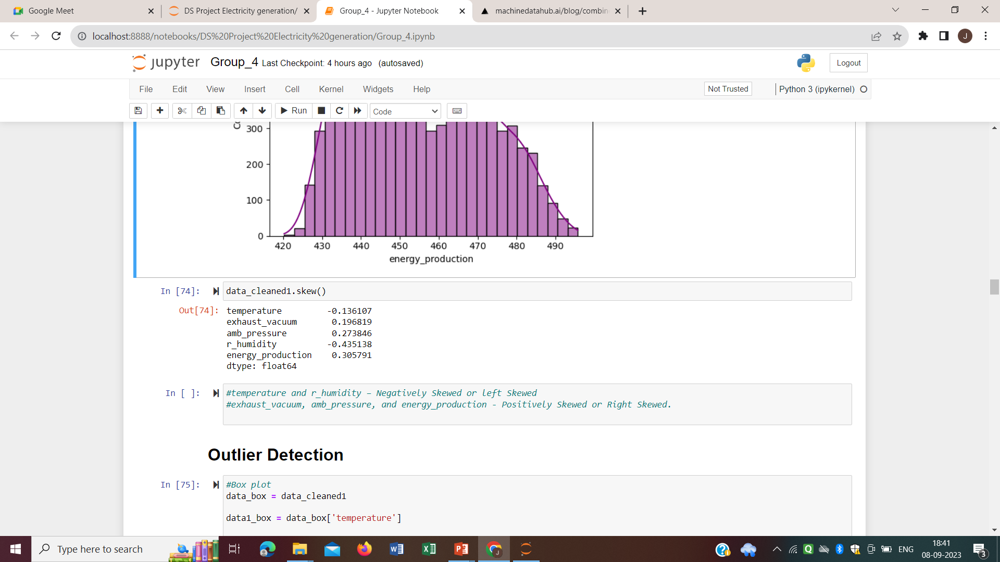 Google Meet
DS Project Electricity generation/
Group_4 - Jupyter Notebook
machinedatahub.ai/blog/combin
localhost:8888/notebooks/DS%20Project%20Electricity%20generation/Group_4.ipynb
J
jupyter
Group_4 Last Checkpoint: 4 hours ago (autosaved)
Logout
File Edit View Insert Cell Kernel Widgets Help
Not Trusted
Python 3 (ipykernel)
Run
Code
300
200
100
0
420 430 440 450 460 470 480 490
energy_production
In [74]: data_cleaned1.skew()
Out[74]: temperature -0.136107
exhaust_vacuum 0.196819
amb_pressure 0.273846
r_humidity -0.435138
energy_production 0.305791
dtype: float64
In [ ]: #temperature and r_humidity – Negatively Skewed or left Skewed
#exhaust_vacuum, amb_pressure, and energy_production - Positively Skewed or Right Skewed.
Outlier Detection
In [75]: #Box plot
data_box = data_cleaned1
data1_box = data_box['temperature']
Type here to search
ENG
18:41
08-09-2023
3